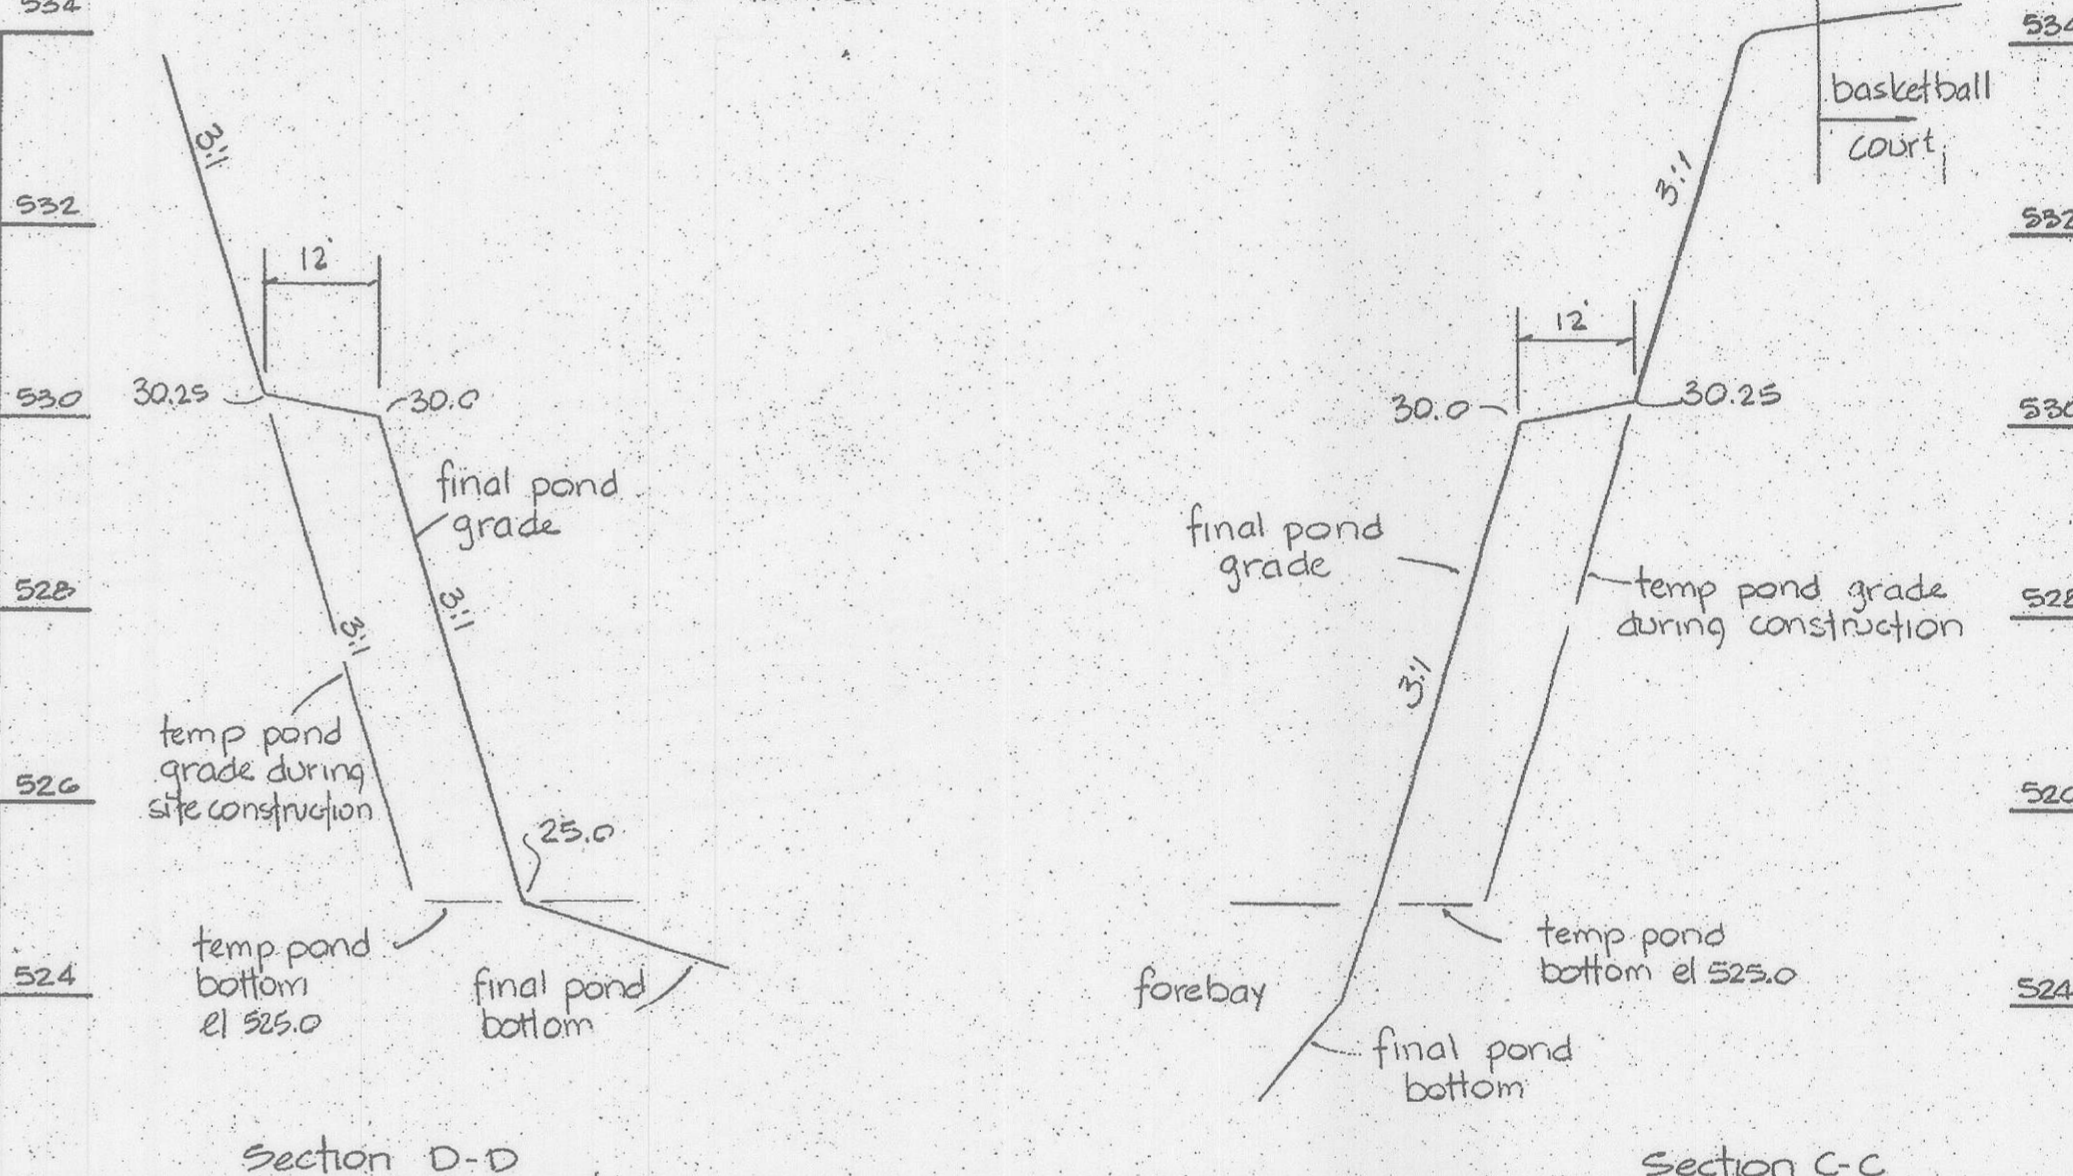 534
532
530
528
526
524
3:1
12'
30.25
30.0
final pond
grade
3:1
3:1
temp pond
grade during
site construction
25.0
temp pond
bottom
el 525.0
final pond
bottom
Section D-D
534
basketball
court
3:1
532
12'
30.0
30.25
530
final pond
grade
temp pond grade
during construction
528
3:1
526
temp pond
bottom el 525.0
forebay
524
final pond
bottom
Section C-C